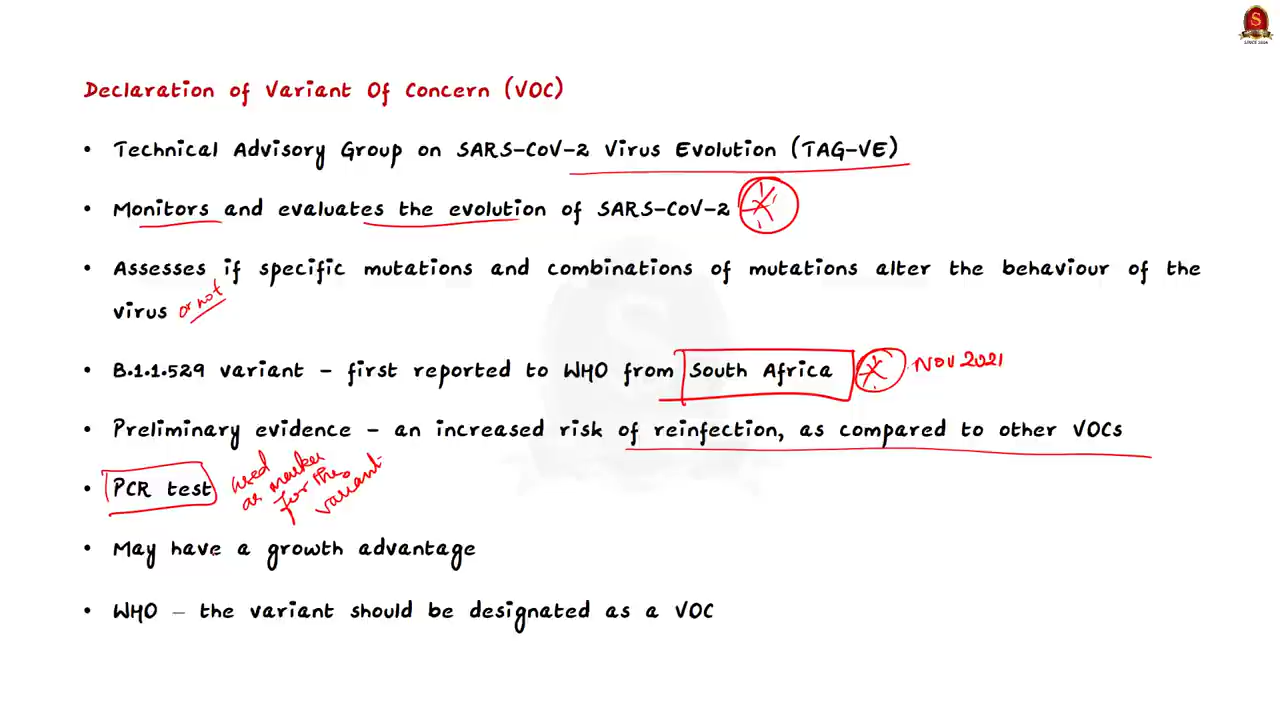 S
SINCE 2004
Declaration of Variant Of Concern (VOC)
• Technical Advisory Group on SARS-CoV-2 Virus Evolution (TAG-VE)
• Monitors and evaluates the evolution of SARS-CoV-2
• Assesses if specific mutations and combinations of mutations alter the behaviour of the
virus or not
• B.1.1.529 variant - first reported to WHO from South Africa NOV 2021
• Preliminary evidence - an increased risk of reinfection, as compared to other VOCs
• PCR test used
as marker
for the
variant
• May have a growth advantage
• WHO – the variant should be designated as a VOC